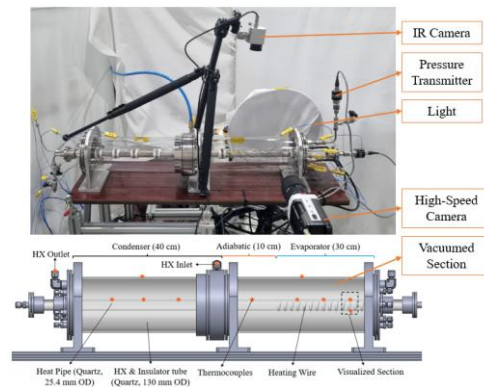 IR Camera
Pressure
Transmitter
Light
High-Speed
Camera
Vacuumed
Section
HX Outlet
Condenser (40 cm)
HX Inlet
Adiabatic (10 cm)
Evaporator (30 cm)
Heat Pipe (Quartz,
25.4 mm OD)
HX & Insulator tube
(Quartz, 130 mm OD)
Thermocouples
Heating Wire
Visualized Section